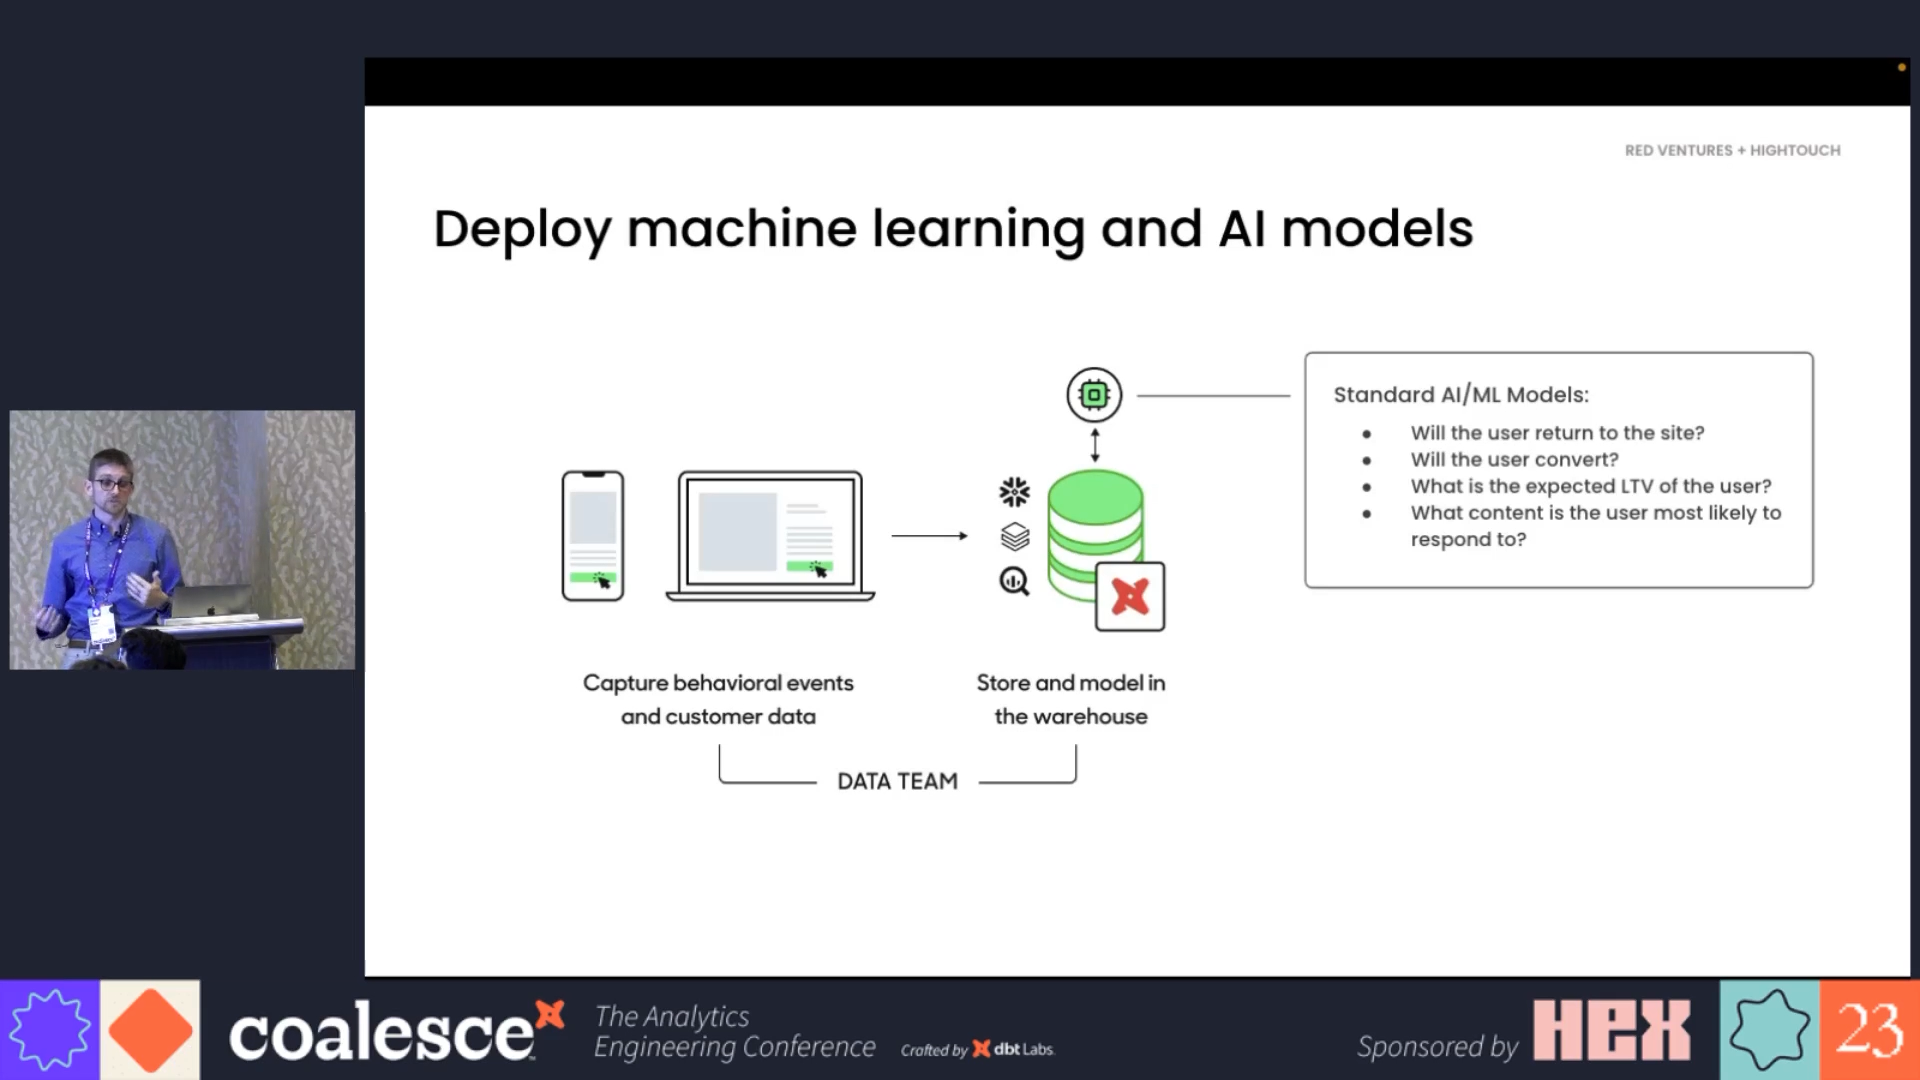 RED VENTURES + HIGHTOUCH
Deploy machine learning and AI models
Standard AI/ML Models:
● Will the user return to the site?
● Will the user convert?
● What is the expected LTV of the user?
● What content is the user most likely to
respond to?
Capture behavioral events
and customer data
Store and model in
the warehouse
DATA TEAM
coalesce
The Analytics
Engineering Conference
Crafted by dbt Labs
Sponsored by
HEX
23